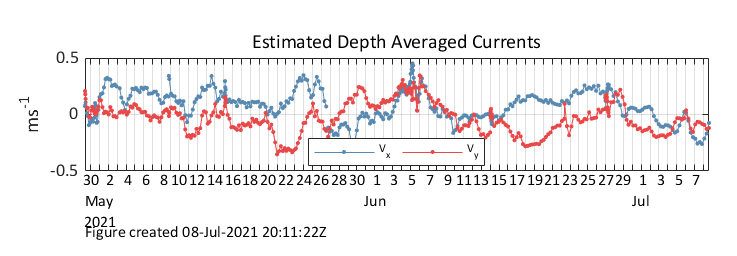 Estimated Depth Averaged Currents
0.5
0
-0.5
ms-1
Vx Vy
30 2 4 6 8 10 12 14 16 18 20 22 24 26 28 30 1 3 5 7 9 11 13 15 17 19 21 23 25 27 29 1 3 5 7
May Jun Jul
2021
Figure created 08-Jul-2021 20:11:22Z